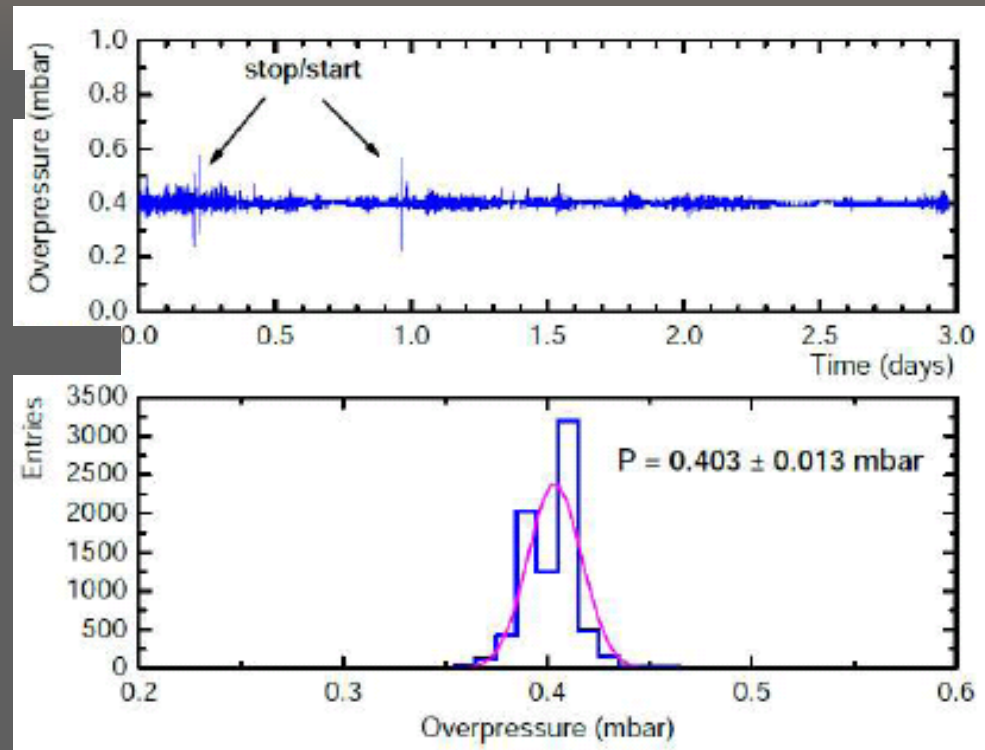 1.0
Overpressure (mbar)
stop/start
0.8
0.6
0.4
0.2
0.0
0.0 0.5 1.0 1.5 2.0 2.5 3.0
Time (days)
3500
Entries
3000
P = 0.403 ± 0.013 mbar
2500
2000
1500
1000
500
0
0.2 0.3 0.4 0.5 0.6
Overpressure (mbar)